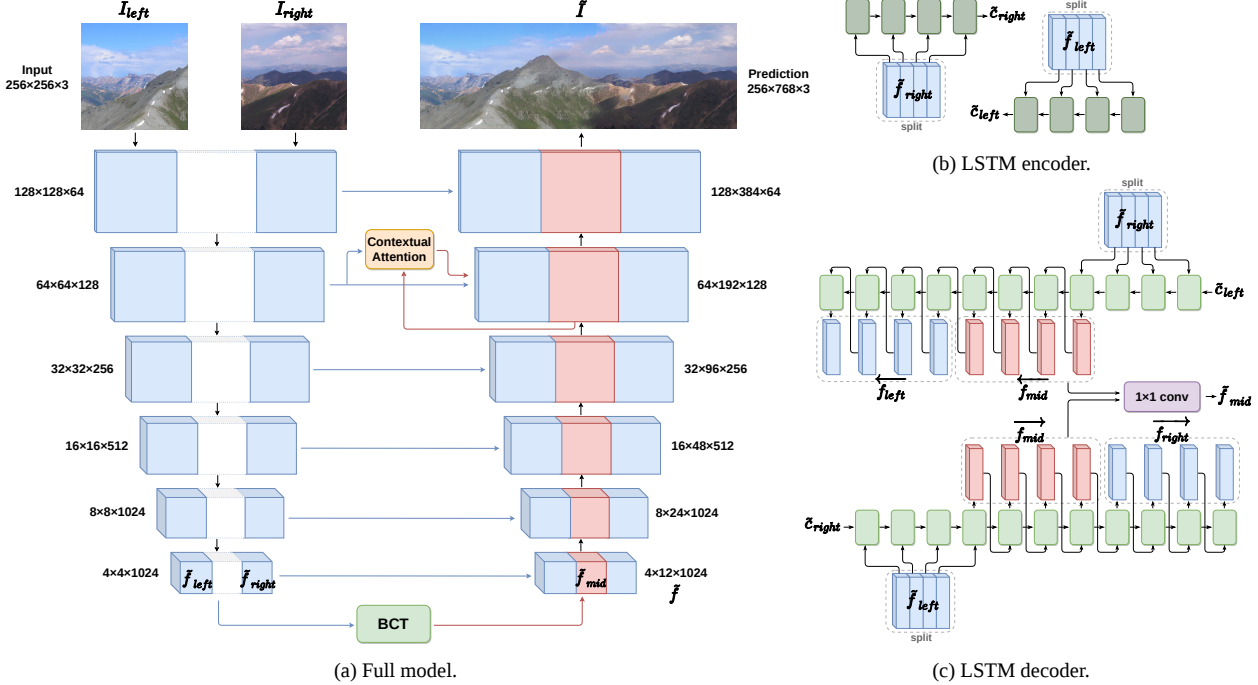 I_left
I_right
Ĩ
Input
256×256×3
Prediction
256×768×3
128×128×64
128×384×64
Contextual
Attention
64×64×128
64×192×128
32×32×256
32×96×256
16×16×512
16×48×512
8×8×1024
8×24×1024
4×4×1024
f̃_left
f̃_right
f̃_mid
4×12×1024
f̃
BCT
(a) Full model.
c̃_right
f̃_right
split
split
f̃_left
c̃_left
(b) LSTM encoder.
split
f̃_right
c̃_left
f_left
f_mid
1×1 conv
f̃_mid
f_mid
f_right
c̃_right
f̃_left
split
(c) LSTM decoder.